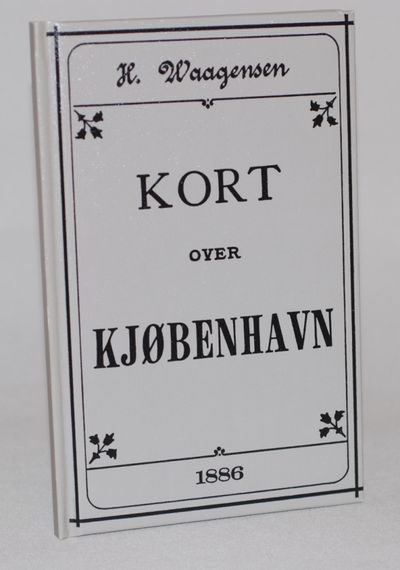 H. Waagensen
KORT
OVER
KJØBENHAVN
1886